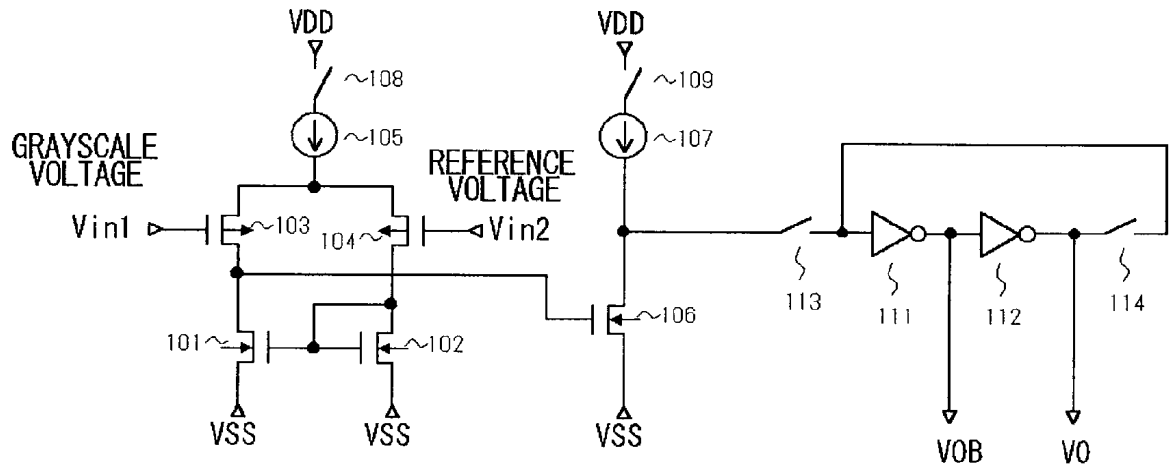 VDD
108
105
GRAYSCALE
VOLTAGE
Vin1
103
104
REFERENCE
VOLTAGE
Vin2
101
102
VSS
VSS
VDD
109
107
106
VSS
113
111
112
114
VOB
VO